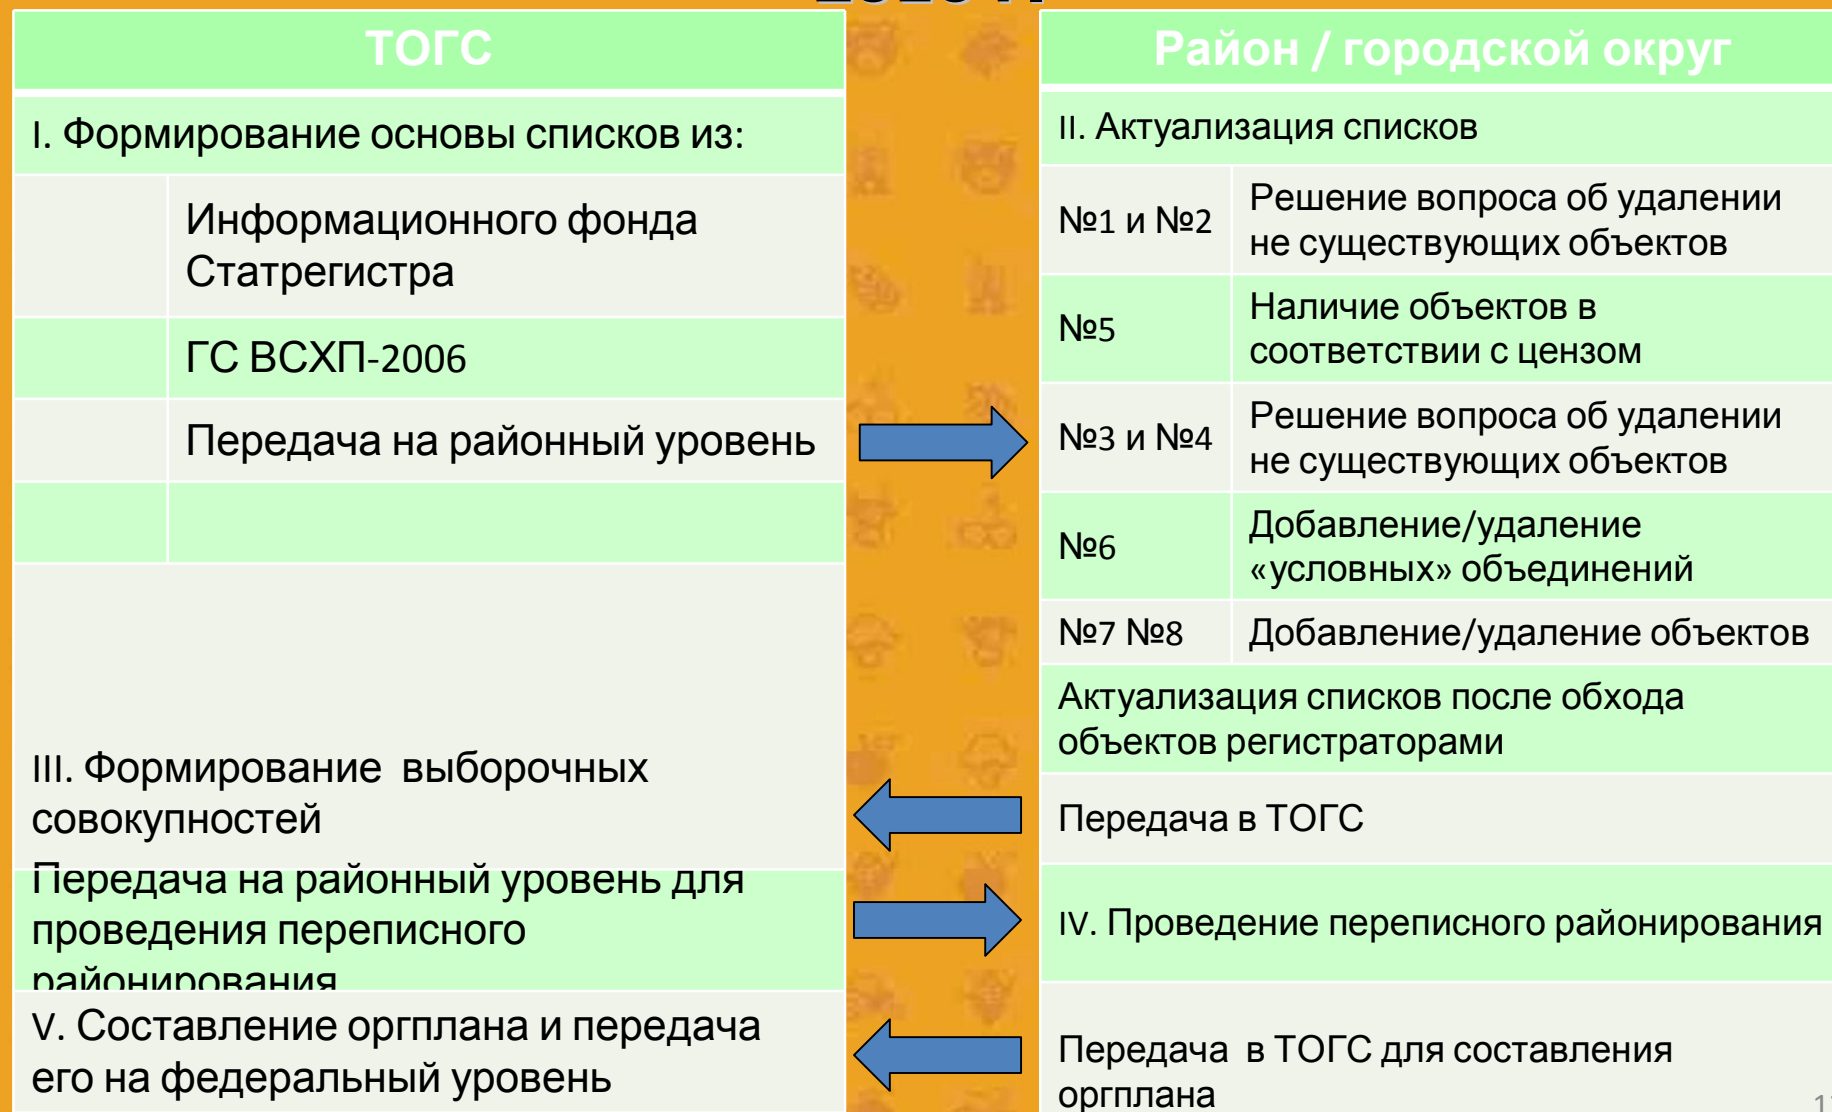 ТОГС
I. Формирование основы списков из:
Информационного фонда
Статрегистра
ГС ВСХП-2006
Передача на районный уровень
III. Формирование выборочных
совокупностей
Передача на районный уровень для
проведения переписного
районирования
V. Составление оргплана и передача
его на федеральный уровень
Район / городской округ
II. Актуализация списков
№1 и №2
Решение вопроса об удалении
не существующих объектов
№5
Наличие объектов в
соответствии с цензом
№3 и №4
Решение вопроса об удалении
не существующих объектов
№6
Добавление/удаление
«условных» объединений
№7 №8
Добавление/удаление объектов
Актуализация списков после обхода
объектов регистраторами
Передача в ТОГС
IV. Проведение переписного районирования
Передача в ТОГС для составления
оргплана